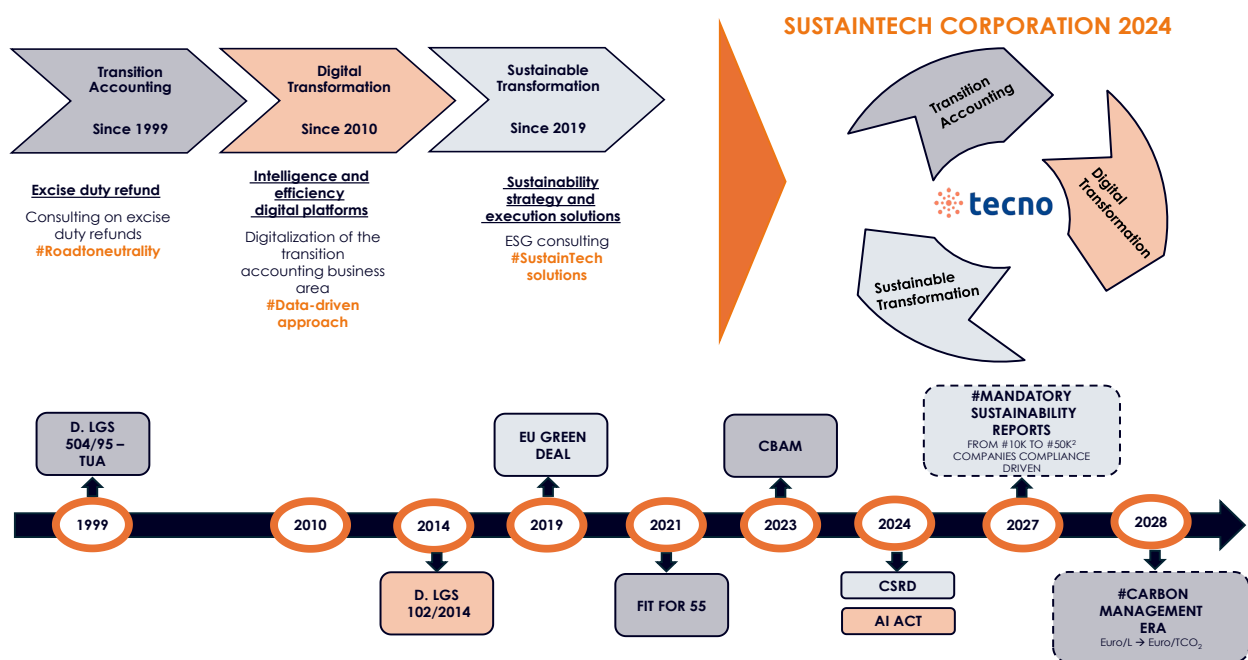 SUSTAINTECH CORPORATION 2024
Transition
Accounting
Since 1999
Digital
Transformation
Since 2010
Sustainable
Transformation
Since 2019
Excise duty refund
Consulting on excise
duty refunds
#Roadtoneutrality
Intelligence and
efficiency
digital platforms
Digitalization of the
transition
accounting business
area
#Data-driven
approach
Sustainability
strategy and
execution solutions
ESG consulting
#SustainTech
solutions
Transition
Accounting
Digital
Transformation
Sustainable
Transformation
tecno
D. LGS
504/95 –
TUA
EU GREEN
DEAL
CBAM
#MANDATORY
SUSTAINABILITY
REPORTS
FROM #10K TO #50K²
COMPANIES COMPLIANCE
DRIVEN
1999
2010
2014
2019
2021
2023
2024
2027
2028
D. LGS
102/2014
FIT FOR 55
CSRD
AI ACT
#CARBON
MANAGEMENT
ERA
Euro/L → Euro/TCO₂